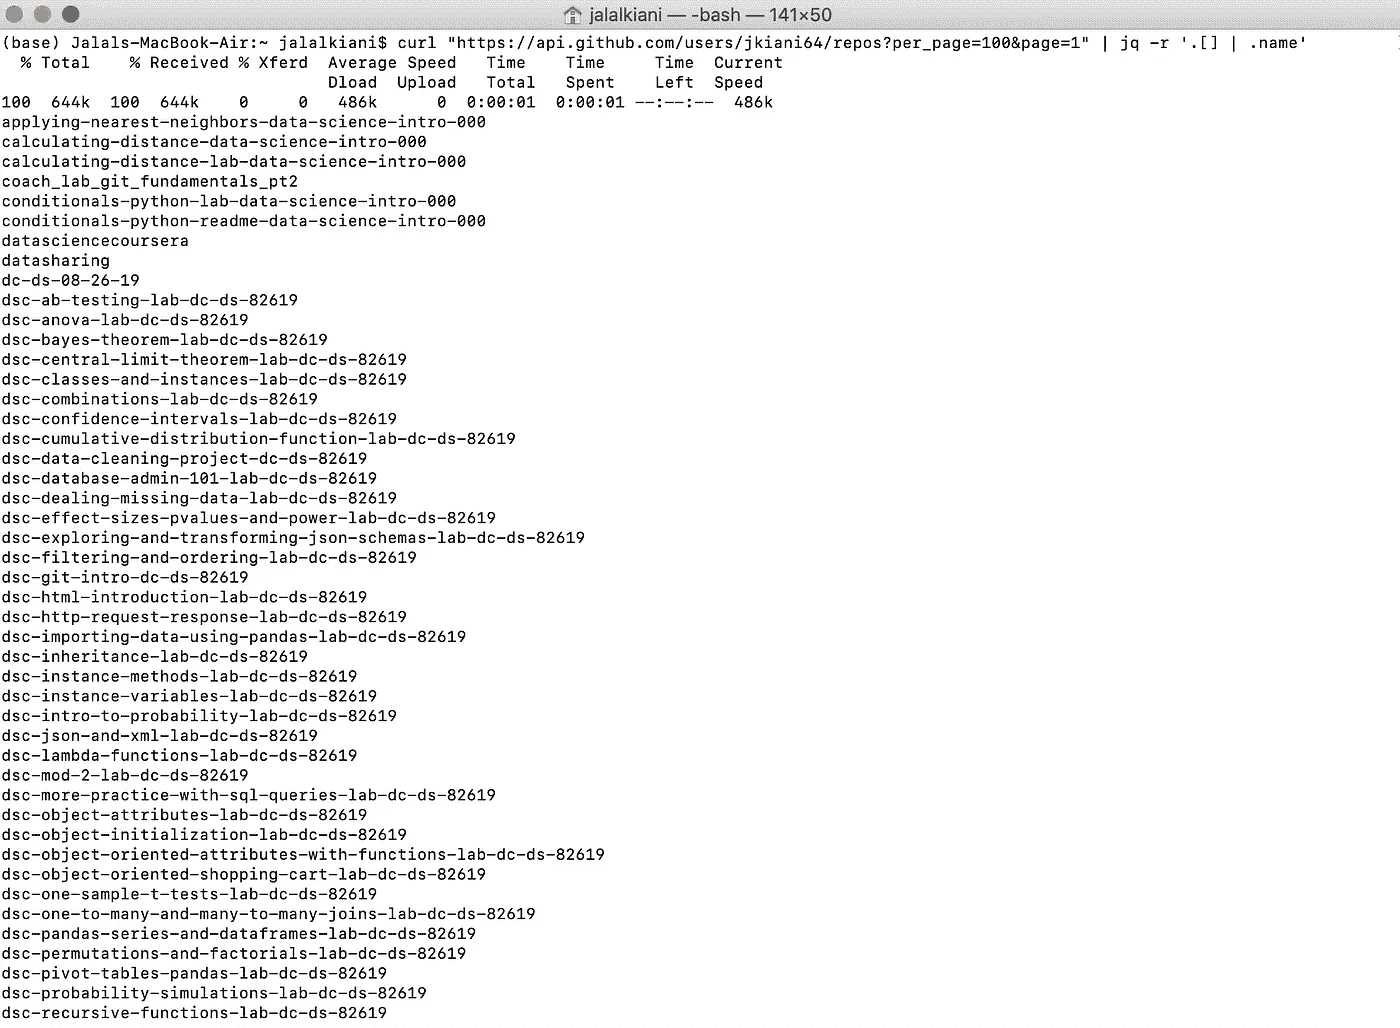 jalalkiani — -bash — 141×50
(base) Jalals-MacBook-Air:~ jalalkiani$ curl "https://api.github.com/users/jkiani64/repos?per_page=100&page=1" | jq -r '.[] | .name'
  % Total    % Received % Xferd  Average Speed   Time    Time     Time  Current
                                 Dload  Upload   Total   Spent    Left  Speed
100  644k  100  644k    0     0   486k      0  0:00:01  0:00:01 --:--:--  486k
applying-nearest-neighbors-data-science-intro-000
calculating-distance-data-science-intro-000
calculating-distance-lab-data-science-intro-000
coach_lab_git_fundamentals_pt2
conditionals-python-lab-data-science-intro-000
conditionals-python-readme-data-science-intro-000
datasciencecoursera
datasharing
dc-ds-08-26-19
dsc-ab-testing-lab-dc-ds-82619
dsc-anova-lab-dc-ds-82619
dsc-bayes-theorem-lab-dc-ds-82619
dsc-central-limit-theorem-lab-dc-ds-82619
dsc-classes-and-instances-lab-dc-ds-82619
dsc-combinations-lab-dc-ds-82619
dsc-confidence-intervals-lab-dc-ds-82619
dsc-cumulative-distribution-function-lab-dc-ds-82619
dsc-data-cleaning-project-dc-ds-82619
dsc-database-admin-101-lab-dc-ds-82619
dsc-dealing-missing-data-lab-dc-ds-82619
dsc-effect-sizes-pvalues-and-power-lab-dc-ds-82619
dsc-exploring-and-transforming-json-schemas-lab-dc-ds-82619
dsc-filtering-and-ordering-lab-dc-ds-82619
dsc-git-intro-dc-ds-82619
dsc-html-introduction-lab-dc-ds-82619
dsc-http-request-response-lab-dc-ds-82619
dsc-importing-data-using-pandas-lab-dc-ds-82619
dsc-inheritance-lab-dc-ds-82619
dsc-instance-methods-lab-dc-ds-82619
dsc-instance-variables-lab-dc-ds-82619
dsc-intro-to-probability-lab-dc-ds-82619
dsc-json-and-xml-lab-dc-ds-82619
dsc-lambda-functions-lab-dc-ds-82619
dsc-mod-2-lab-dc-ds-82619
dsc-more-practice-with-sql-queries-lab-dc-ds-82619
dsc-object-attributes-lab-dc-ds-82619
dsc-object-initialization-lab-dc-ds-82619
dsc-object-oriented-attributes-with-functions-lab-dc-ds-82619
dsc-object-oriented-shopping-cart-lab-dc-ds-82619
dsc-one-sample-t-tests-lab-dc-ds-82619
dsc-one-to-many-and-many-to-many-joins-lab-dc-ds-82619
dsc-pandas-series-and-dataframes-lab-dc-ds-82619
dsc-permutations-and-factorials-lab-dc-ds-82619
dsc-pivot-tables-pandas-lab-dc-ds-82619
dsc-probability-simulations-lab-dc-ds-82619
dsc-recursive-functions-lab-dc-ds-82619